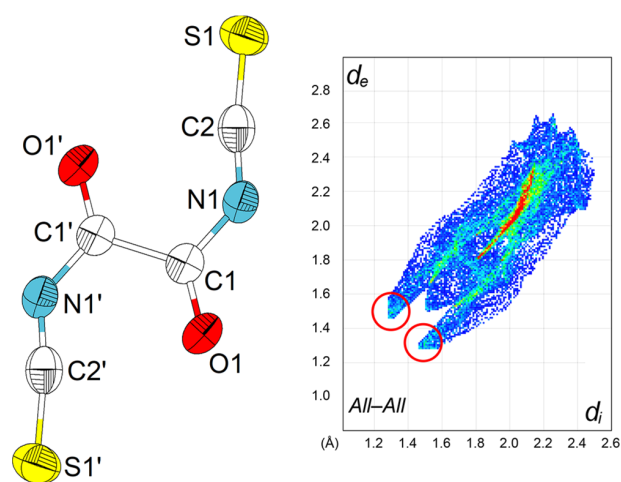 S1
C2
O1'
N1
C1'
C1
N1'
O1
C2'
S1'
de
2.8
2.6
2.4
2.2
2.0
1.8
1.6
1.4
1.2
1.0
All–All
di
(Å)
1.2 1.4 1.6 1.8 2.0 2.2 2.4 2.6